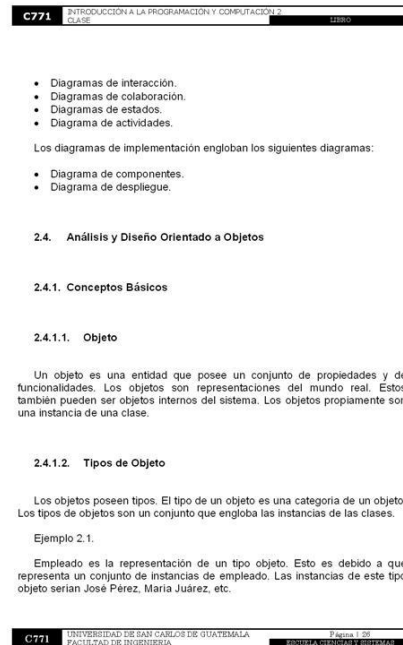 C771
INTRODUCCIÓN A LA PROGRAMACIÓN Y COMPUTACIÓN 2
CLASE
LIBRO
• Diagramas de interacción.
• Diagramas de colaboración.
• Diagramas de estados.
• Diagrama de actividades.
Los diagramas de implementación engloban los siguientes diagramas:
• Diagrama de componentes.
• Diagrama de despliegue.
2.4. Análisis y Diseño Orientado a Objetos
2.4.1. Conceptos Básicos
2.4.1.1. Objeto
Un objeto es una entidad que posee un conjunto de propiedades y de
funcionalidades. Los objetos son representaciones del mundo real. Estos
también pueden ser objetos internos del sistema. Los objetos propiamente son
una instancia de una clase.
2.4.1.2. Tipos de Objeto
Los objetos poseen tipos. El tipo de un objeto es una categoria de un objeto
Los tipos de objetos son un conjunto que engloba las instancias de las clases.
Ejemplo 2.1.
Empleado es la representación de un tipo objeto. Esto es debido a que
representa un conjunto de instancias de empleado. Las instancias de este tipo
objeto serian José Pérez, Maria Juárez, etc.
C771
UNIVERSIDAD DE SAN CARLOS DE GUATEMALA
FACULTAD DE INGENIERIA
Página | 26
ESCUELA CIENCIAS Y SISTEMAS